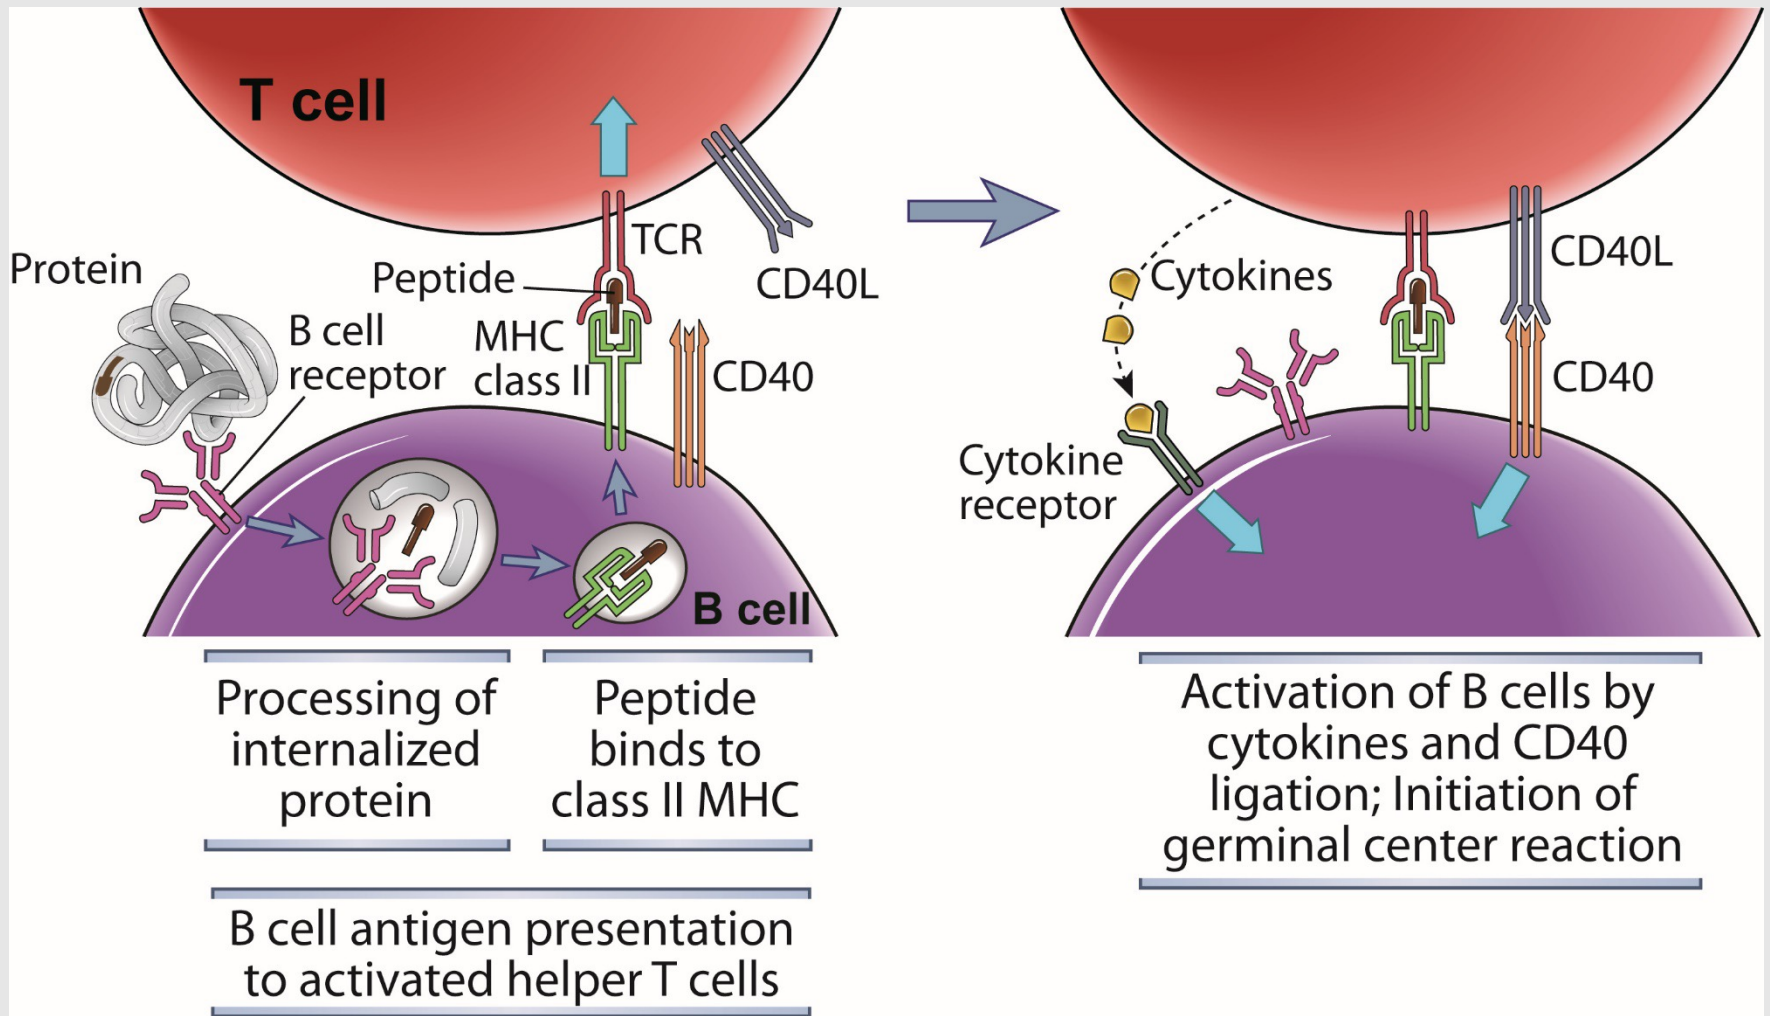 T cell
TCR
Peptide
CD40L
Protein
B cell
receptor
MHC
class II
CD40
B cell
Processing of
internalized
protein
Peptide
binds to
class II MHC
B cell antigen presentation
to activated helper T cells
CD40L
Cytokines
CD40
Cytokine
receptor
Activation of B cells by
cytokines and CD40
ligation; Initiation of
germinal center reaction